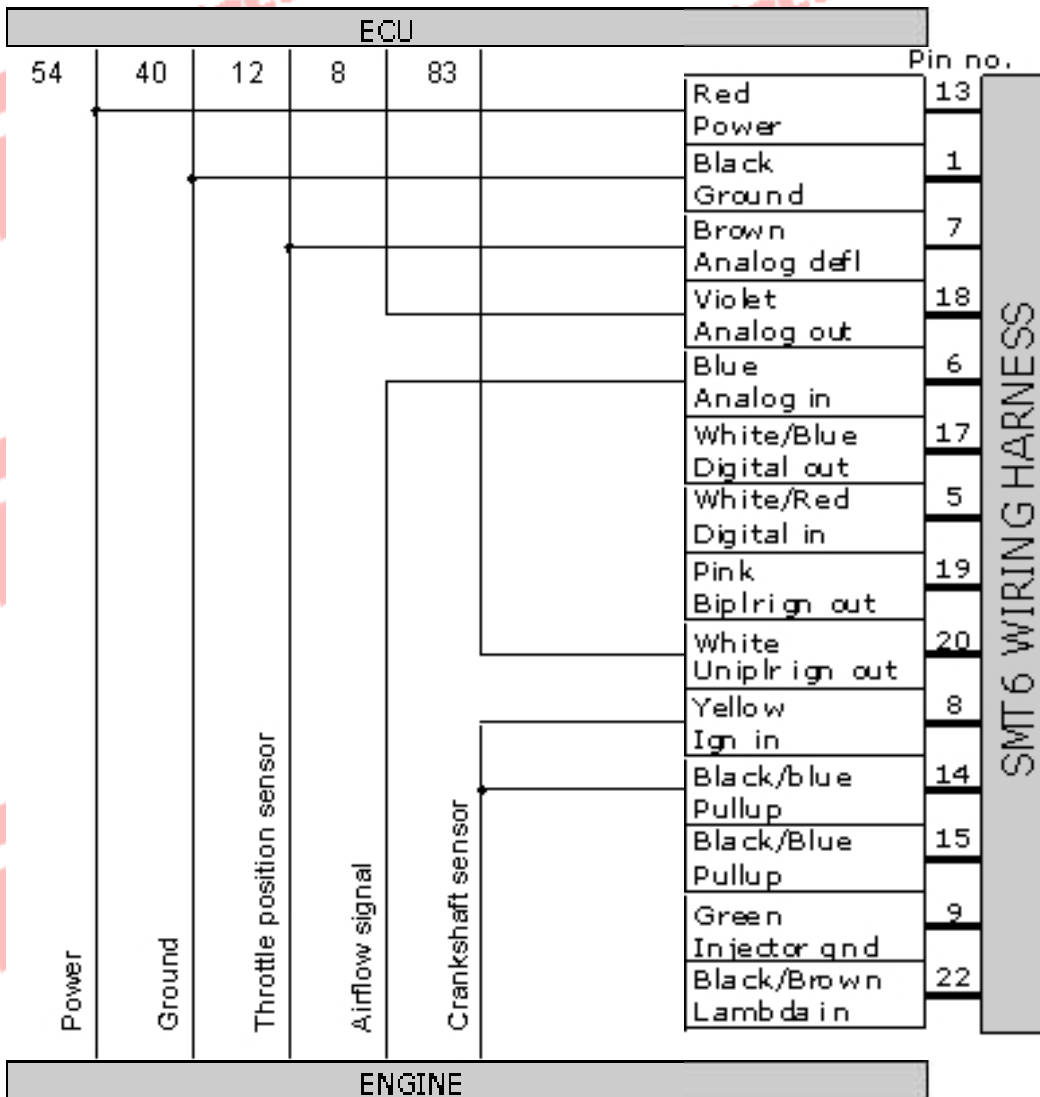 ECU
54 40 12 8 83
Pin no.
Red 13
Power
Black 1
Ground
Brown 7
Analog defl
Violet 18
Analog out
Blue 6
Analog in
White/Blue 17
Digital out
White/Red 5
Digital in
Pink 19
Biplrign out
White 20
Uniplrign out
Yellow 8
Ign in
Black/blue 14
Pullup
Black/Blue 15
Pullup
Green 9
Injector gnd
Black/Brown 22
Lambda in
SMT6 WIRING HARNESS
Power
Ground
Throttle position sensor
Airflow signal
Crankshaft sensor
ENGINE